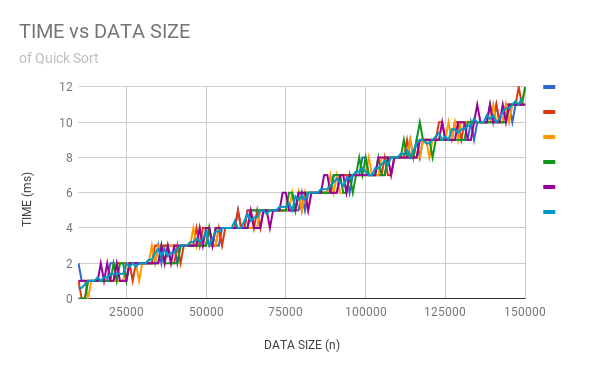 TIME vs DATA SIZE
of Quick Sort
TIME (ms)
12
10
8
6
4
2
0
25000 50000 75000 100000 125000 150000
DATA SIZE (n)